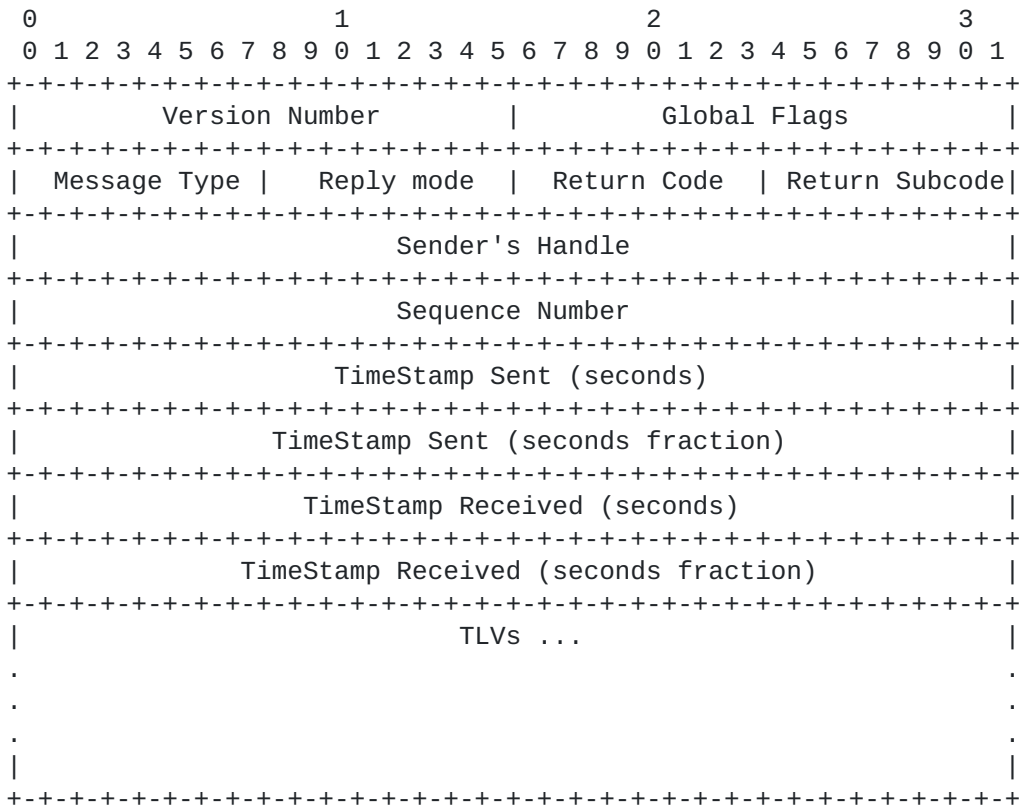 0                   1                   2                   3
 0 1 2 3 4 5 6 7 8 9 0 1 2 3 4 5 6 7 8 9 0 1 2 3 4 5 6 7 8 9 0 1
+-+-+-+-+-+-+-+-+-+-+-+-+-+-+-+-+-+-+-+-+-+-+-+-+-+-+-+-+-+-+-+-+
|         Version Number        |         Global Flags          |
+-+-+-+-+-+-+-+-+-+-+-+-+-+-+-+-+-+-+-+-+-+-+-+-+-+-+-+-+-+-+-+-+
|  Message Type |   Reply mode  |  Return Code  | Return Subcode|
+-+-+-+-+-+-+-+-+-+-+-+-+-+-+-+-+-+-+-+-+-+-+-+-+-+-+-+-+-+-+-+-+
|                        Sender's Handle                        |
+-+-+-+-+-+-+-+-+-+-+-+-+-+-+-+-+-+-+-+-+-+-+-+-+-+-+-+-+-+-+-+-+
|                        Sequence Number                        |
+-+-+-+-+-+-+-+-+-+-+-+-+-+-+-+-+-+-+-+-+-+-+-+-+-+-+-+-+-+-+-+-+
|                    TimeStamp Sent (seconds)                   |
+-+-+-+-+-+-+-+-+-+-+-+-+-+-+-+-+-+-+-+-+-+-+-+-+-+-+-+-+-+-+-+-+
|                TimeStamp Sent (seconds fraction)              |
+-+-+-+-+-+-+-+-+-+-+-+-+-+-+-+-+-+-+-+-+-+-+-+-+-+-+-+-+-+-+-+-+
|                  TimeStamp Received (seconds)                 |
+-+-+-+-+-+-+-+-+-+-+-+-+-+-+-+-+-+-+-+-+-+-+-+-+-+-+-+-+-+-+-+-+
|              TimeStamp Received (seconds fraction)            |
+-+-+-+-+-+-+-+-+-+-+-+-+-+-+-+-+-+-+-+-+-+-+-+-+-+-+-+-+-+-+-+-+
|                            TLVs ...                           |
.                                                               .
.                                                               .
.                                                               .
|                                                               |
+-+-+-+-+-+-+-+-+-+-+-+-+-+-+-+-+-+-+-+-+-+-+-+-+-+-+-+-+-+-+-+-+